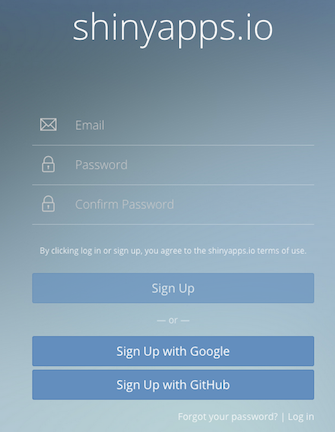 shinyapps.io
Email
Password
Confirm Password
By clicking log in or sign up, you agree to the shinyapps.io terms of use.
Sign Up
— or —
Sign Up with Google
Sign Up with GitHub
Forgot your password? | Log in